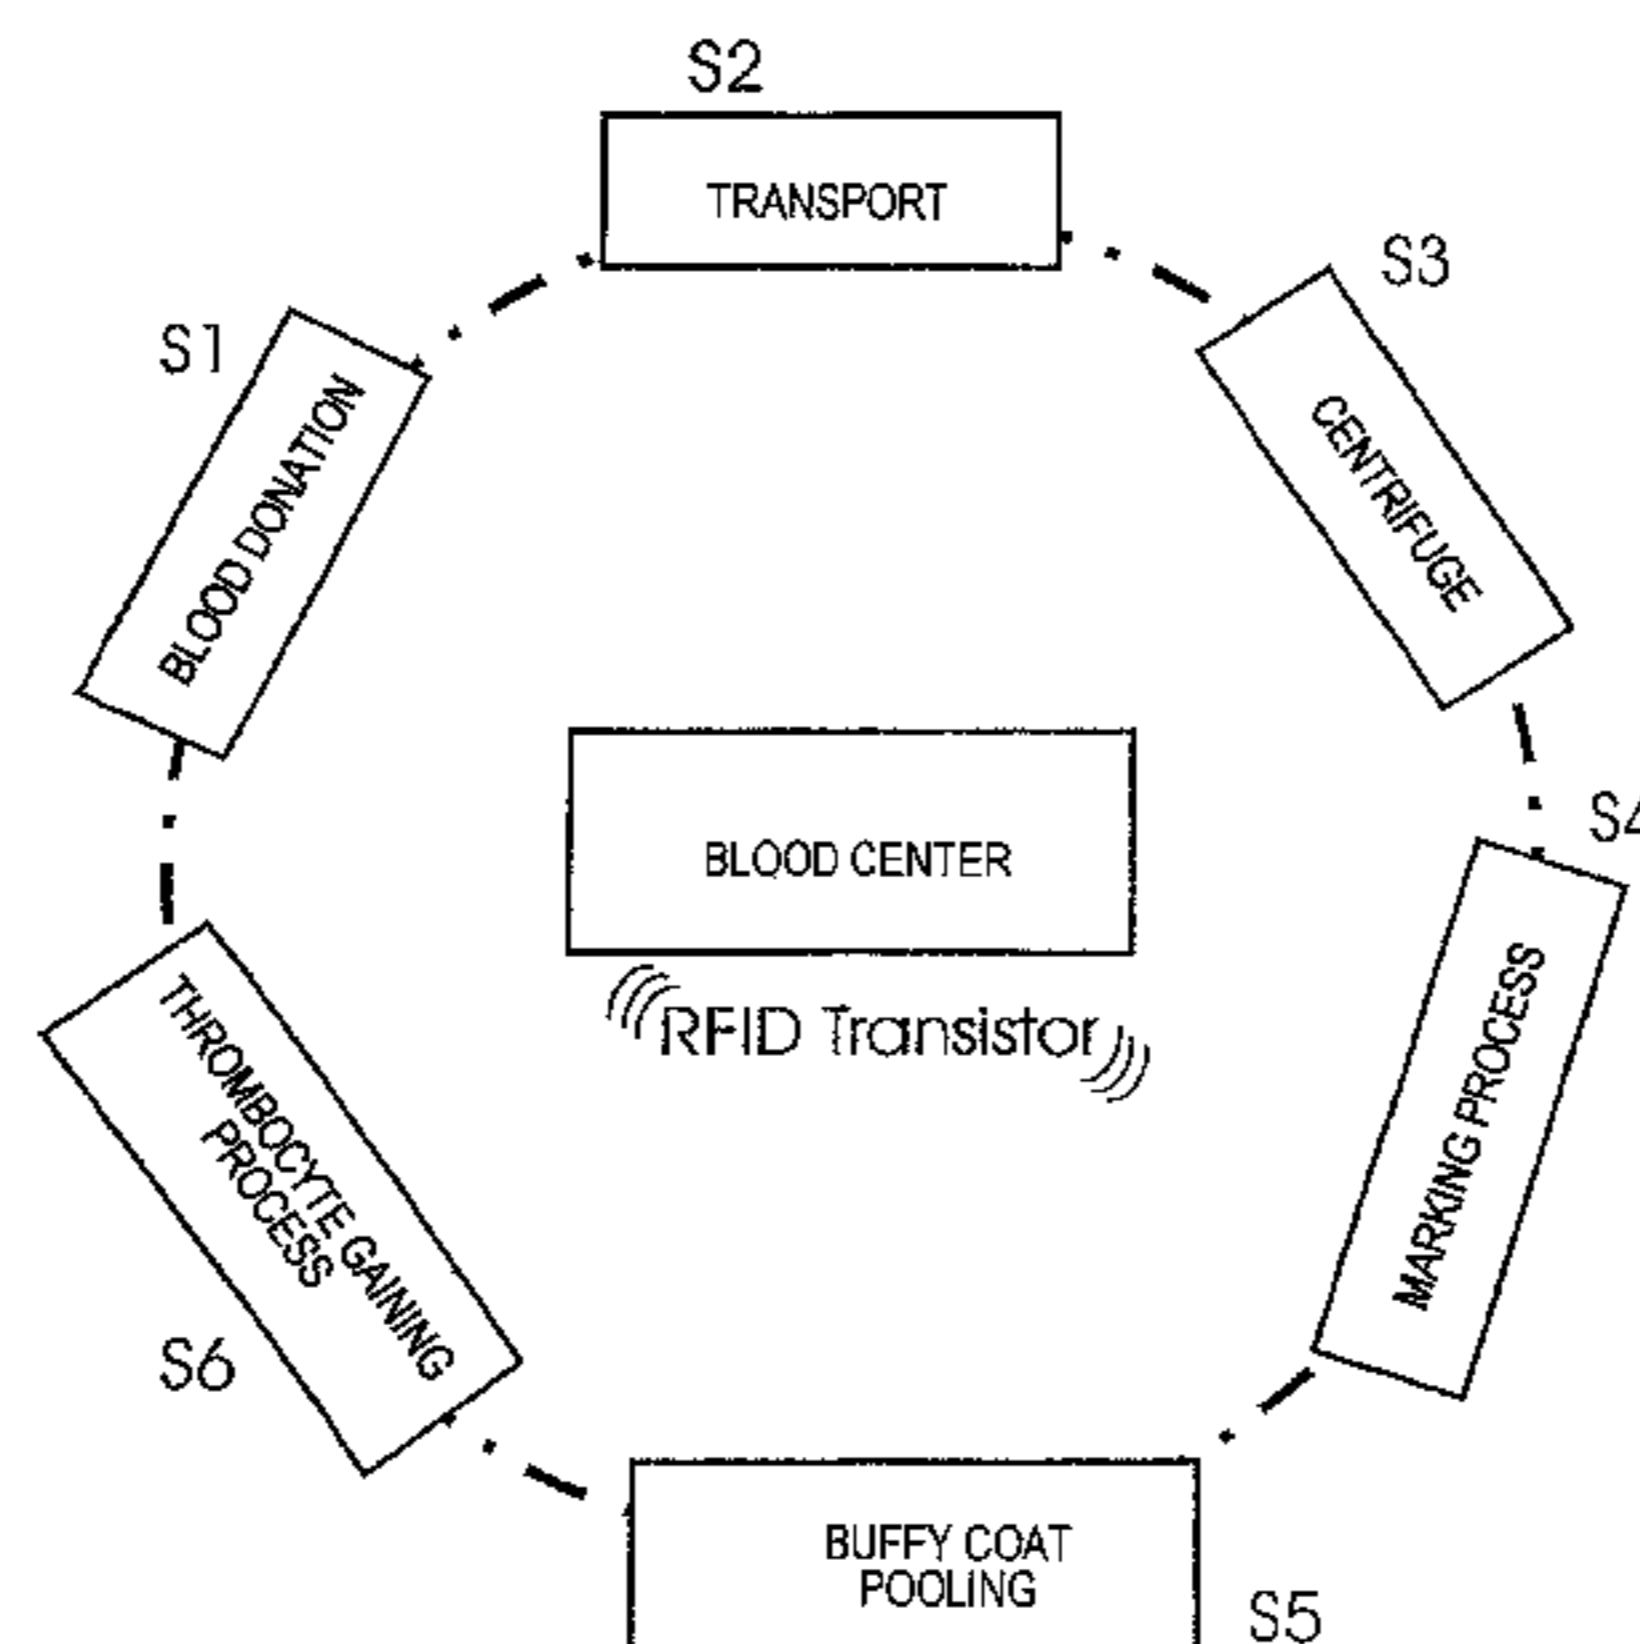 S2
TRANSPORT
S3
CENTRIFUGE
S1
BLOOD DONATION
S4
MARKING PROCESS
BLOOD CENTER
RFID Transistor
THROMBOCYTE GAINING
PROCESS
S6
BUFFY COAT
POOLING
S5